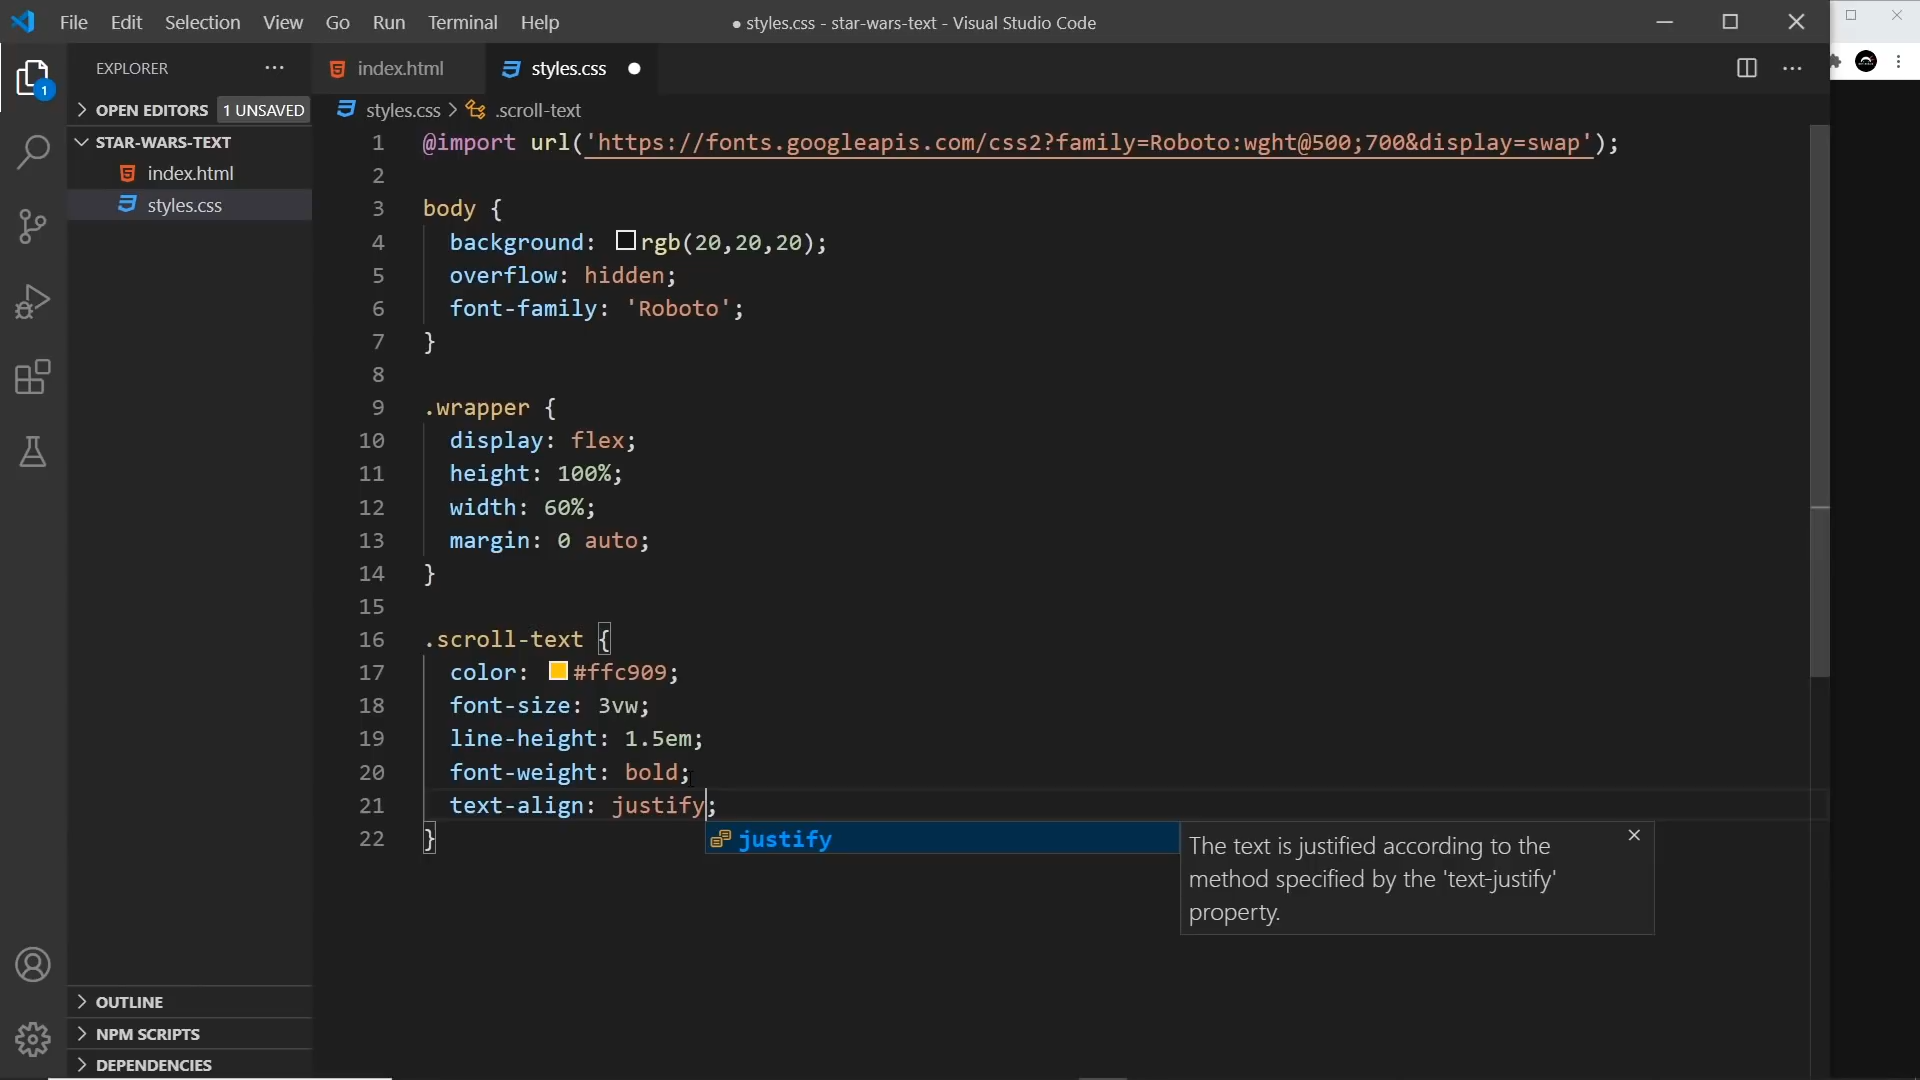 File Edit Selection View Go Run Terminal Help
● styles.css - star-wars-text - Visual Studio Code
EXPLORER
index.html
styles.css
OPEN EDITORS 1 UNSAVED
STAR-WARS-TEXT
index.html
styles.css
OUTLINE
NPM SCRIPTS
DEPENDENCIES
1
styles.css > .scroll-text
1 @import url('https://fonts.googleapis.com/css2?family=Roboto:wght@500;700&display=swap');
2
3 body {
4 background: rgb(20,20,20);
5 overflow: hidden;
6 font-family: 'Roboto';
7 }
8
9 .wrapper {
10 display: flex;
11 height: 100%;
12 width: 60%;
13 margin: 0 auto;
14 }
15
16 .scroll-text {
17 color: #ffc909;
18 font-size: 3vw;
19 line-height: 1.5em;
20 font-weight: bold;
21 text-align: justify;
22 }
justify
The text is justified according to the
method specified by the 'text-justify'
property.